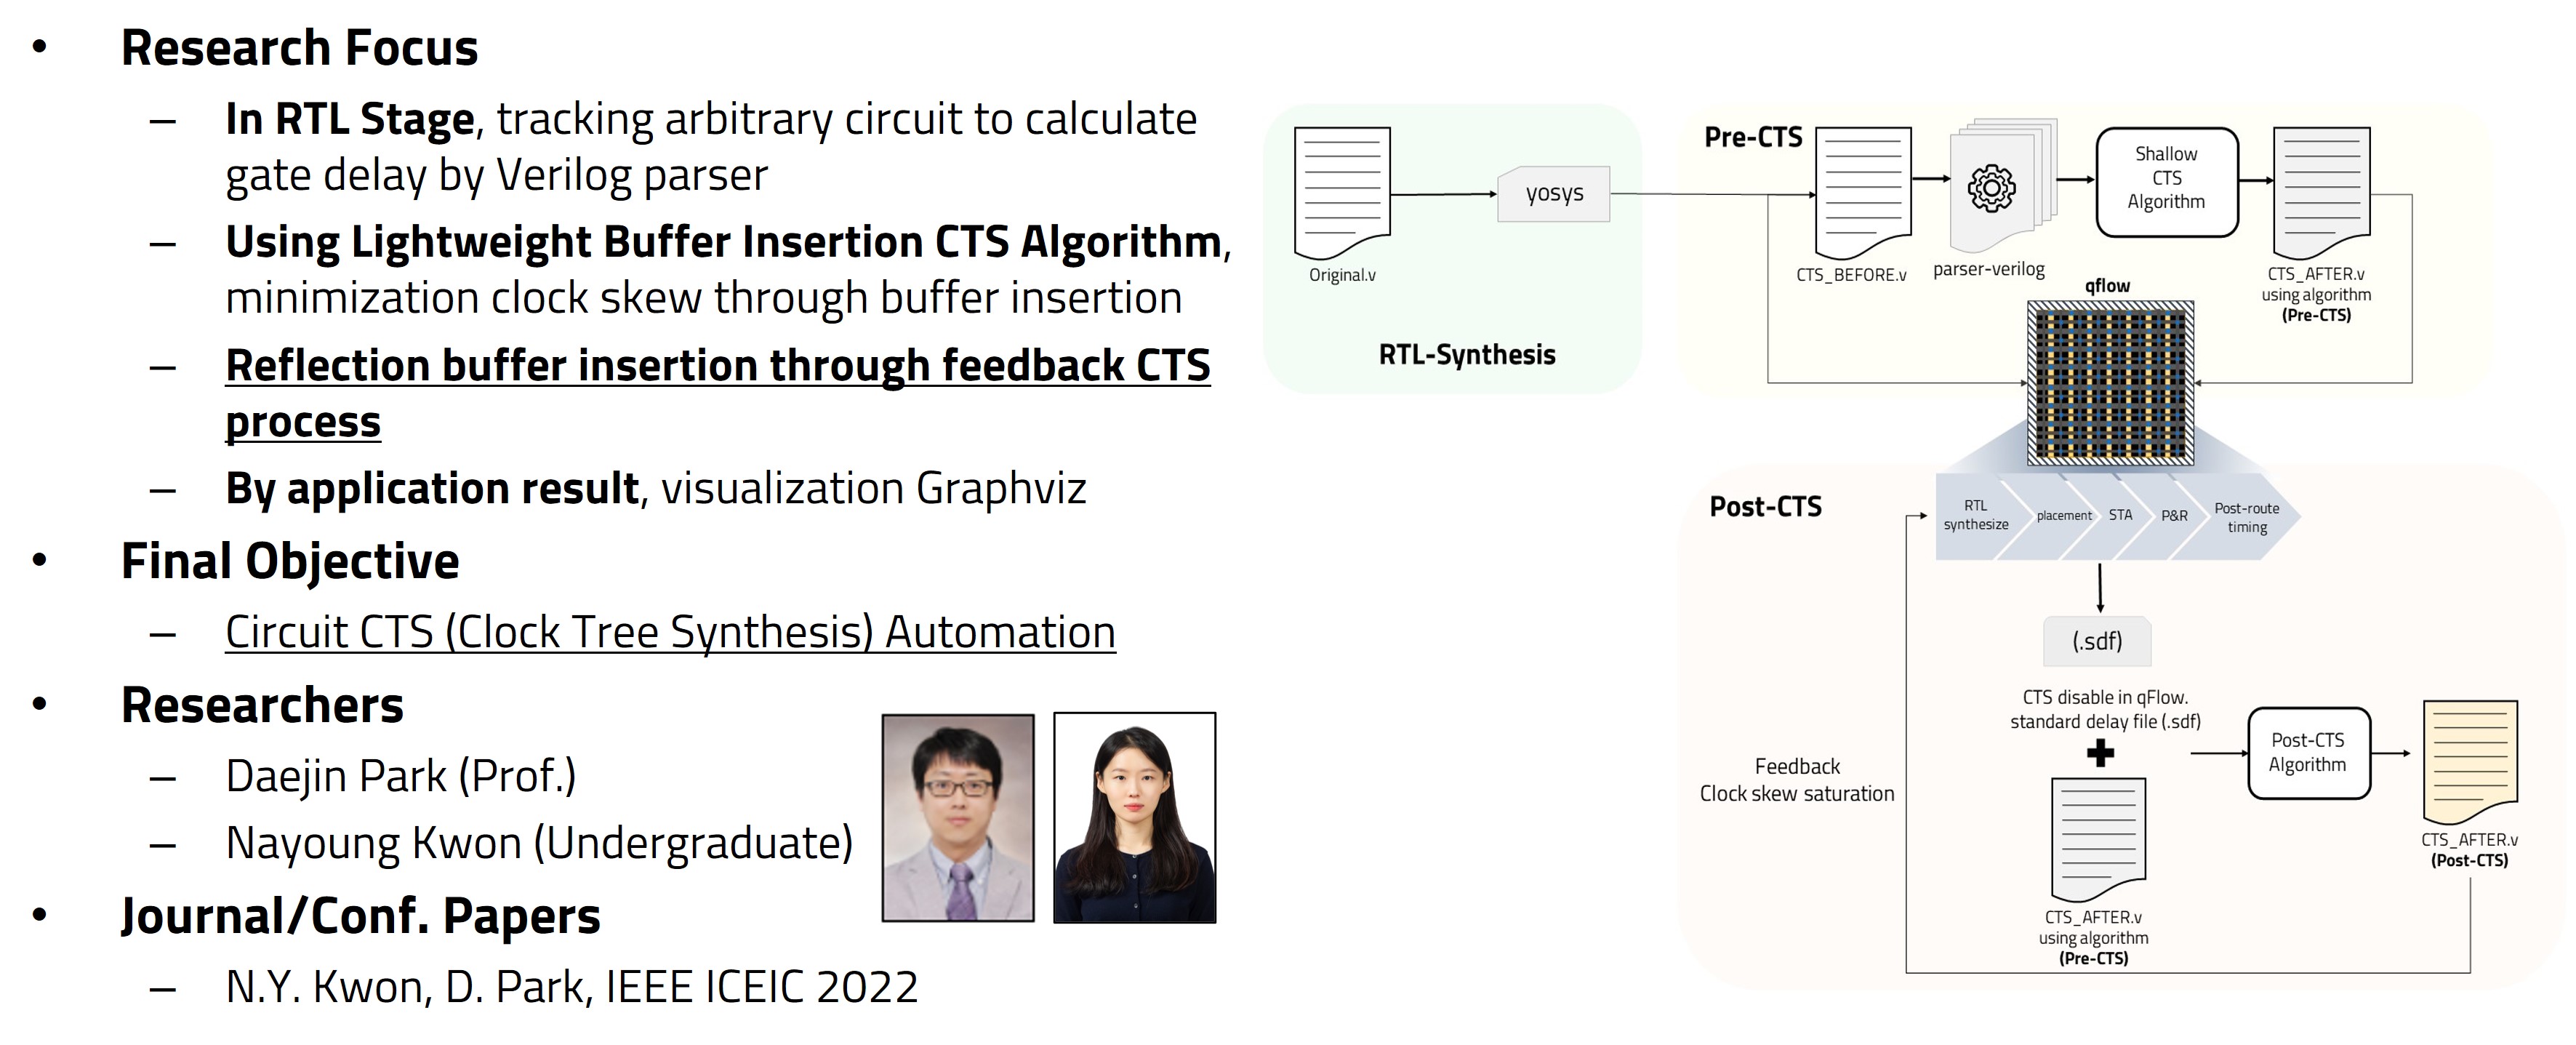 • Research Focus
– In RTL Stage, tracking arbitrary circuit to calculate
gate delay by Verilog parser
– Using Lightweight Buffer Insertion CTS Algorithm,
minimization clock skew through buffer insertion
– Reflection buffer insertion through feedback CTS
process
– By application result, visualization Graphviz
• Final Objective
– Circuit CTS (Clock Tree Synthesis) Automation
• Researchers
– Daejin Park (Prof.)
– Nayoung Kwon (Undergraduate)
• Journal/Conf. Papers
– N.Y. Kwon, D. Park, IEEE ICEIC 2022
Original.v
yosys
RTL-Synthesis
Pre-CTS
CTS_BEFORE.v
parser-verilog
Shallow
CTS
Algorithm
CTS_AFTER.v
using algorithm
(Pre-CTS)
qflow
Post-CTS
RTL
synthesize
placement
STA
P&R
Post-route
timing
(.sdf)
CTS disable in qFlow.
standard delay file (.sdf)
Feedback
Clock skew saturation
CTS_AFTER.v
using algorithm
(Pre-CTS)
Post-CTS
Algorithm
CTS_AFTER.v
(Post-CTS)